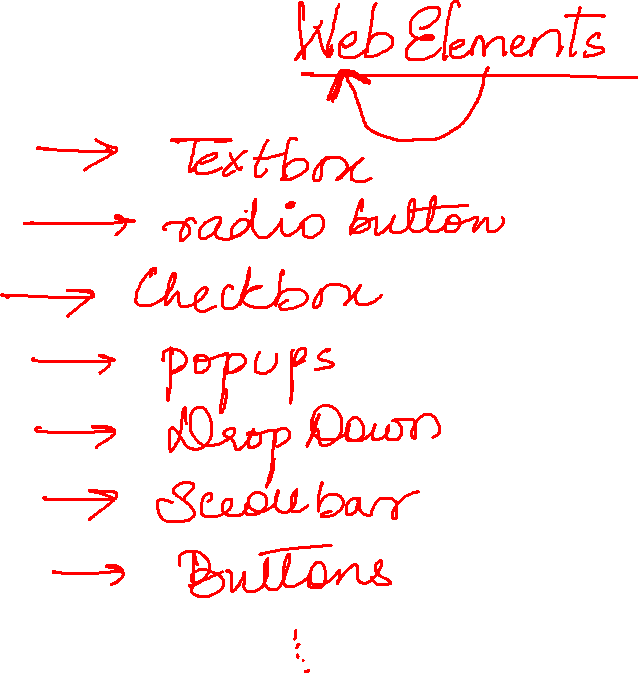 Web Elements
→ Textbox
→ radio button
→ Checkbox
→ popups
→ Drop Down
→ Scrollbar
→ Buttons